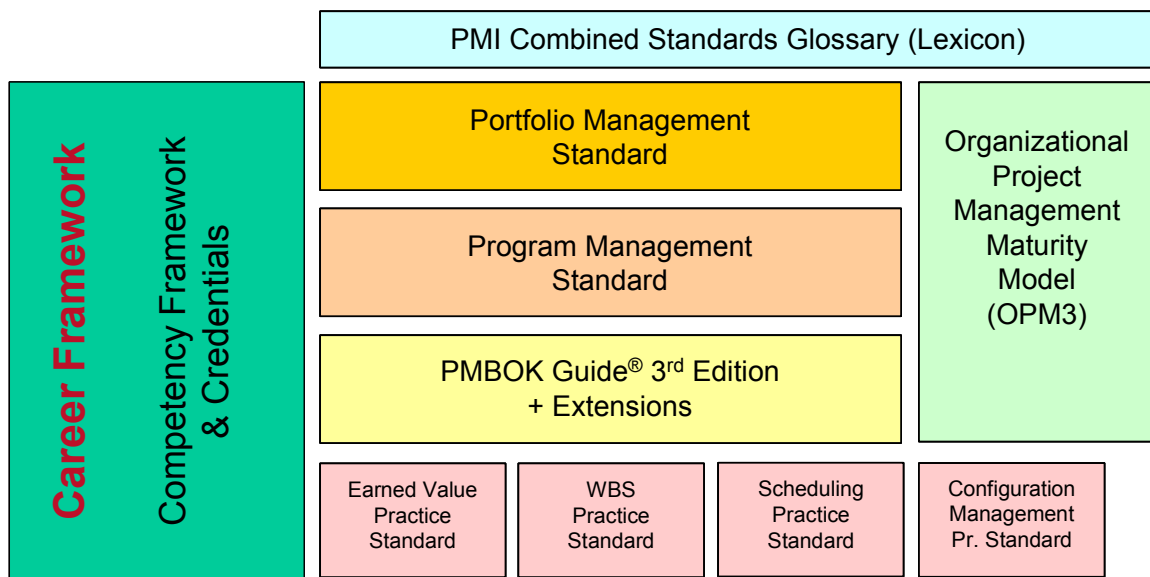 PMI Combined Standards Glossary (Lexicon)
Career Framework
Competency Framework
& Credentials
Portfolio Management
Standard
Program Management
Standard
PMBOK Guide® 3rd Edition
+ Extensions
Organizational
Project
Management
Maturity
Model
(OPM3)
Earned Value
Practice
Standard
WBS
Practice
Standard
Scheduling
Practice
Standard
Configuration
Management
Pr. Standard